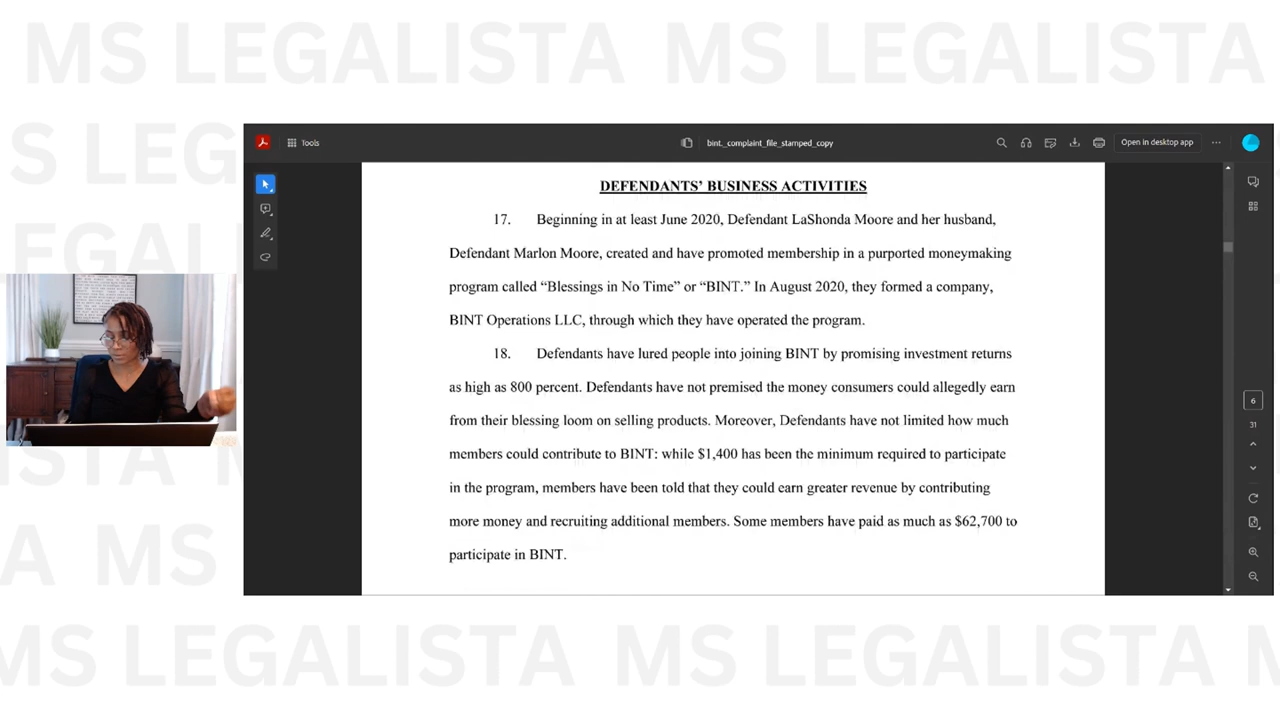 MS LEGALISTA MS LEGALISTA
Tools
bint._complaint_file_stamped_copy
Open in desktop app
DEFENDANTS' BUSINESS ACTIVITIES
17. Beginning in at least June 2020, Defendant LaShonda Moore and her husband,
Defendant Marlon Moore, created and have promoted membership in a purported moneymaking
program called “Blessings in No Time” or “BINT.” In August 2020, they formed a company,
BINT Operations LLC, through which they have operated the program.
18. Defendants have lured people into joining BINT by promising investment returns
as high as 800 percent. Defendants have not premised the money consumers could allegedly earn
from their blessing loom on selling products. Moreover, Defendants have not limited how much
members could contribute to BINT: while $1,400 has been the minimum required to participate
in the program, members have been told that they could earn greater revenue by contributing
more money and recruiting additional members. Some members have paid as much as $62,700 to
participate in BINT.
6
31
S LEG
EGAL
A MS
MS LEGALISTA MS LEGALISTA